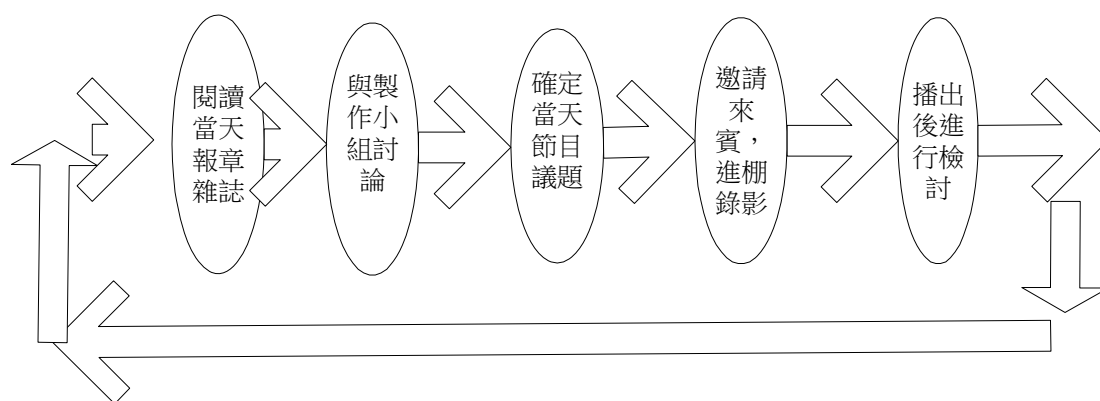 閱讀
當天
報章
雜誌
與製
作小
組討
論
確定
當天
節目
議題
邀請
來
賓，
進棚
錄影
播出
後進
行檢
討